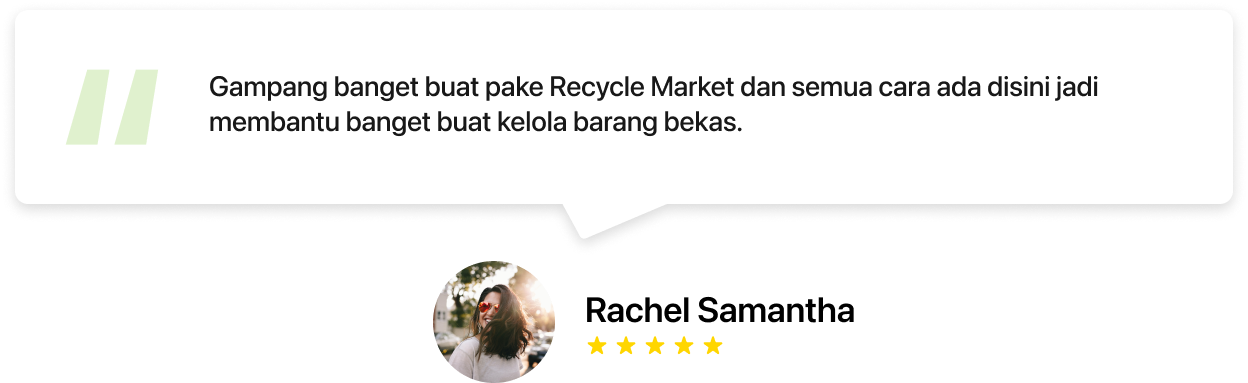 Gampang banget buat pake Recycle Market dan semua cara ada disini jadi
membantu banget buat kelola barang bekas.
Rachel Samantha